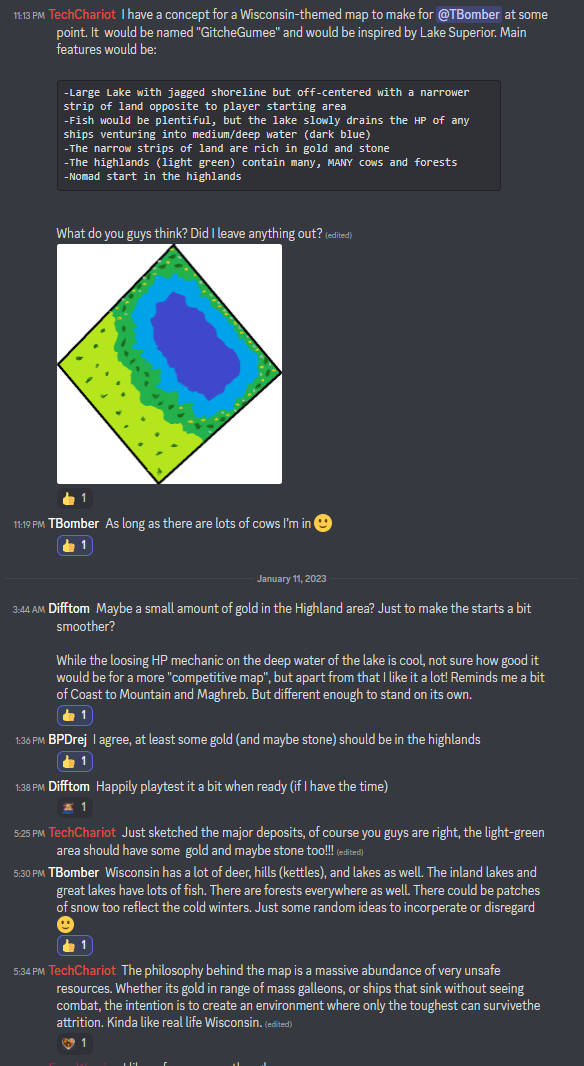 11:13 PM TechChariot I have a concept for a Wisconsin-themed map to make for @TBomber at some
point. It would be named "GitcheGumee" and would be inspired by Lake Superior. Main
features would be:
-Large Lake with jagged shoreline but off-centered with a narrower
strip of land opposite to player starting area
-Fish would be plentiful, but the lake slowly drains the HP of any
ships venturing into medium/deep water (dark blue)
-The narrow strips of land are rich in gold and stone
-The highlands (light green) contain many, MANY cows and forests
-Nomad start in the highlands
What do you guys think? Did I leave anything out? (edited)
👍 1
11:19 PM TBomber As long as there are lots of cows I'm in 🙂
👍 1
January 11, 2023
3:44 AM Difftom Maybe a small amount of gold in the Highland area? Just to make the starts a bit
smoother?
While the loosing HP mechanic on the deep water of the lake is cool, not sure how good it
would be for a more "competitive map", but apart from that I like it a lot! Reminds me a bit
of Coast to Mountain and Maghreb. But different enough to stand on its own.
👍 1
1:36 PM BPDrej I agree, at least some gold (and maybe stone) should be in the highlands
👍 1
1:38 PM Difftom Happily playtest it a bit when ready (if I have the time)
1
5:25 PM TechChariot Just sketched the major deposits, of course you guys are right, the light-green
area should have some gold and maybe stone too!!! (edited)
5:30 PM TBomber Wisconsin has a lot of deer, hills (kettles), and lakes as well. The inland lakes and
great lakes have lots of fish. There are forests everywhere as well. There could be patches
of snow too reflect the cold winters. Just some random ideas to incorperate or disregard
🙂
👍 1
5:34 PM TechChariot The philosophy behind the map is a massive abundance of very unsafe
resources. Whether its gold in range of mass galleons, or ships that sink without seeing
combat, the intention is to create an environment where only the toughest can survivethe
attrition. Kinda like real life Wisconsin. (edited)
1